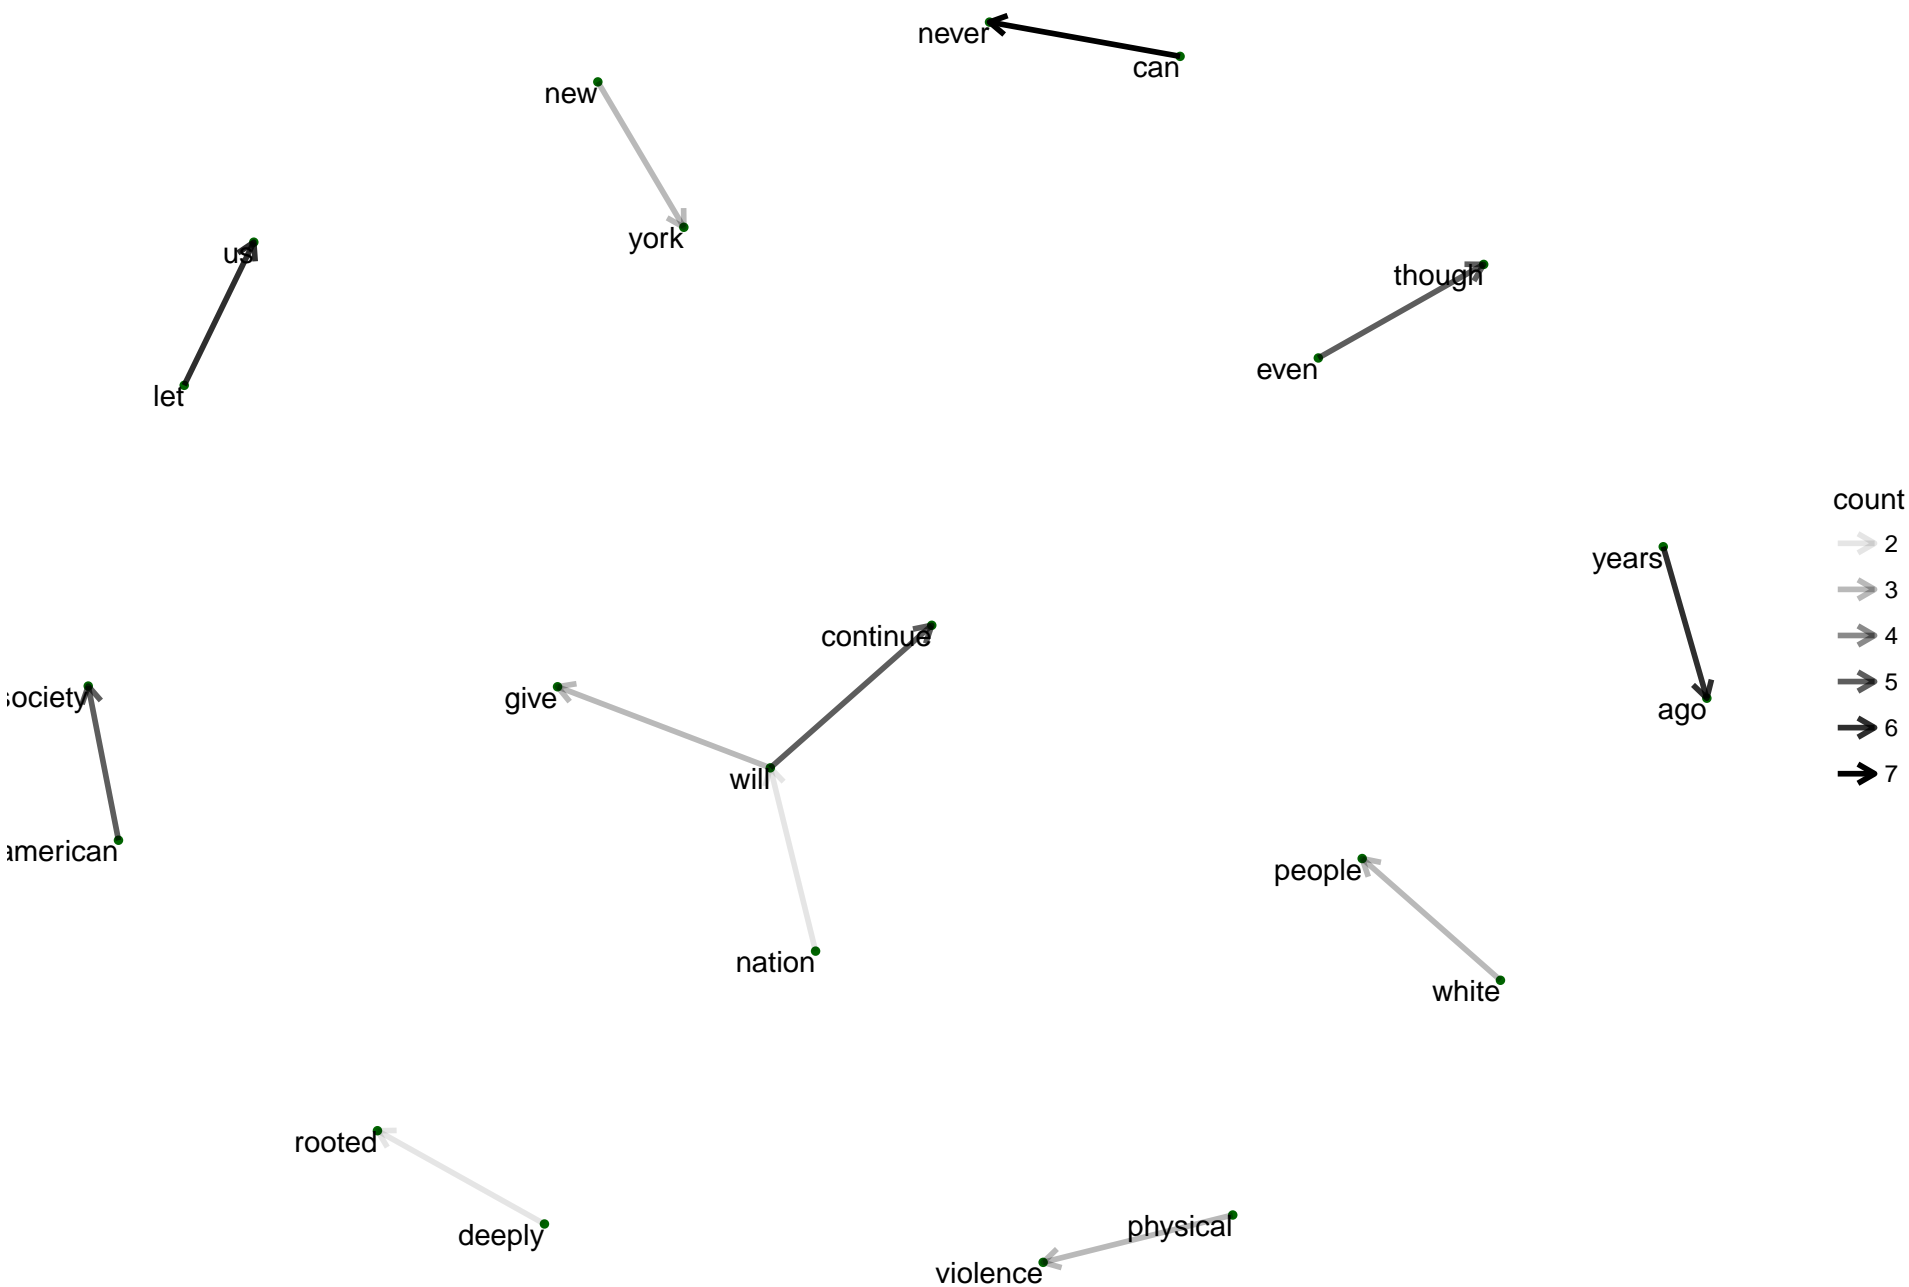 never
can
new
york
us
though
even
let
count
2
years
3
continue
4
society
give
5
ago
6
will
7
american
people
nation
white
rooted
physical
deeply
violence